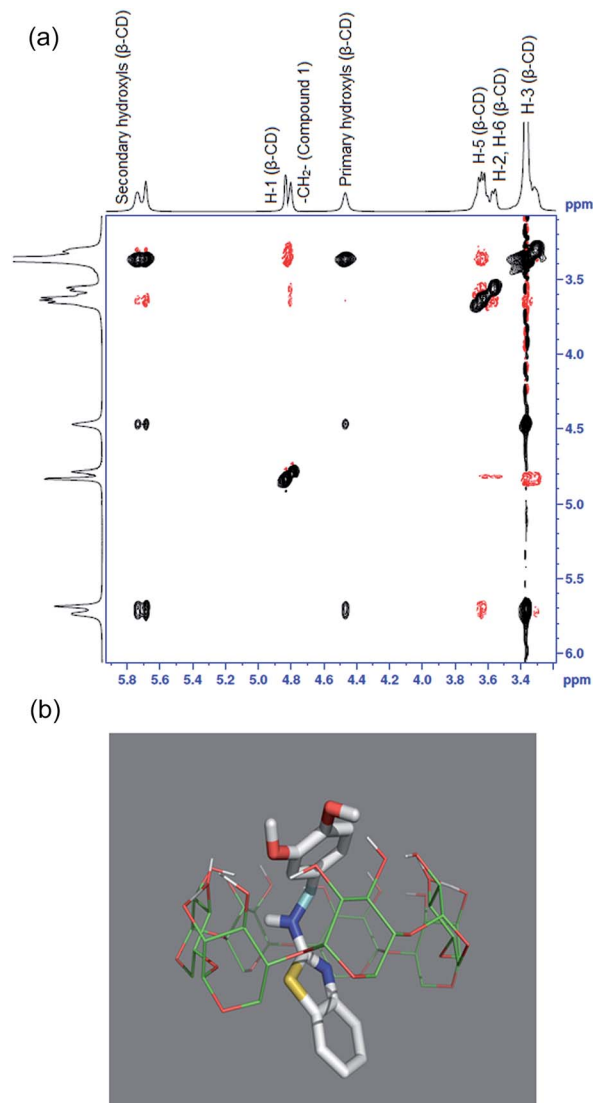 (a)
Secondary hydroxyls (β-CD)
H-1 (β-CD)
-CH₂- (Compound 1)
Primary hydroxyls (β-CD)
H-5 (β-CD)
H-2, H-6 (β-CD)
H-3 (β-CD)
ppm
3.5
4.0
4.5
5.0
5.5
6.0
5.8 5.6 5.4 5.2 5.0 4.8 4.6 4.4 4.2 4.0 3.8 3.6 3.4 ppm
(b)